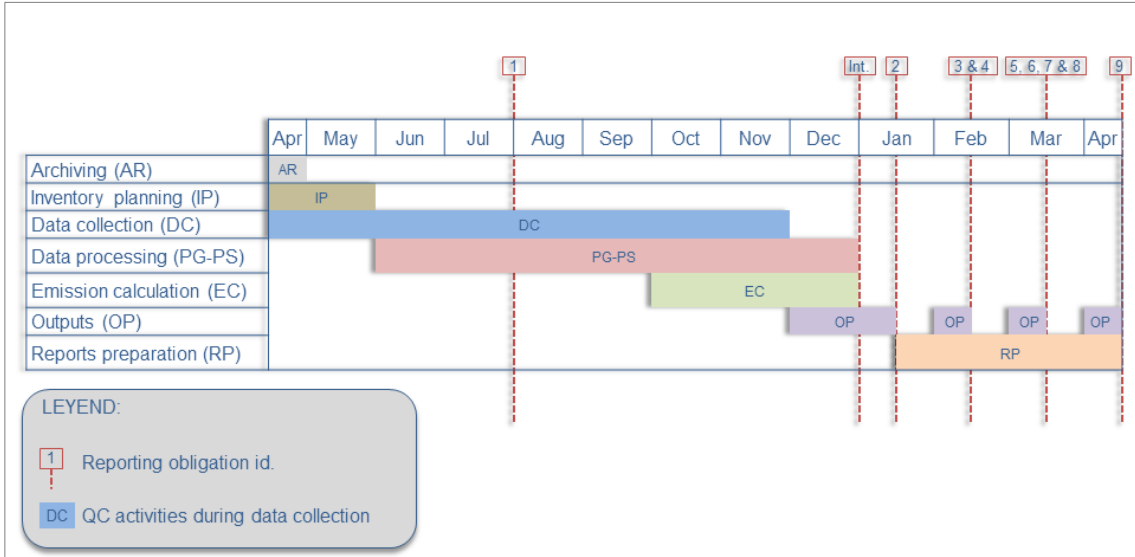 1 Int. 2 3 & 4 5, 6, 7 & 8 9
Apr May Jun Jul Aug Sep Oct Nov Dec Jan Feb Mar Apr
Archiving (AR) AR
Inventory planning (IP) IP
Data collection (DC) DC
Data processing (PG-PS) PG-PS
Emission calculation (EC) EC
Outputs (OP) OP OP OP OP
Reports preparation (RP) RP
LEYEND:
1 Reporting obligation id.
DC QC activities during data collection